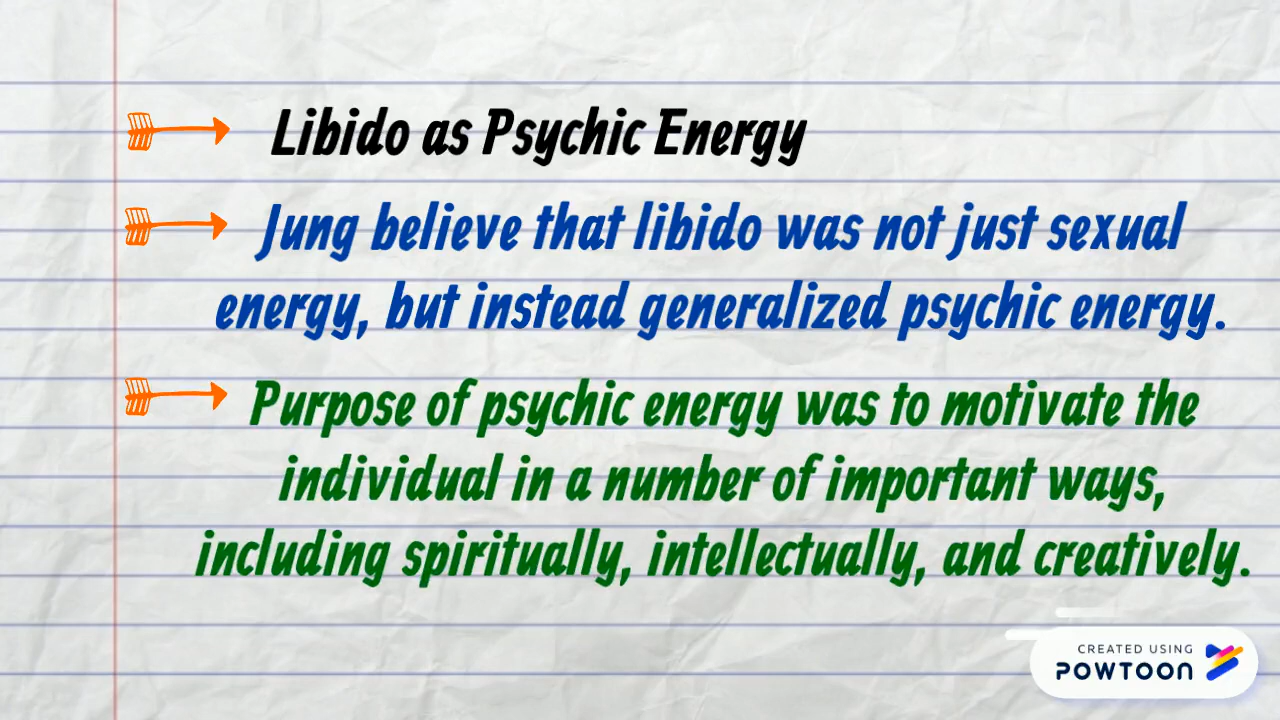 Libido as Psychic Energy
Jung believe that libido was not just sexual
energy, but instead generalized psychic energy.
Purpose of psychic energy was to motivate the
individual in a number of important ways,
including spiritually, intellectually, and creatively.
CREATED USING
POWTOON